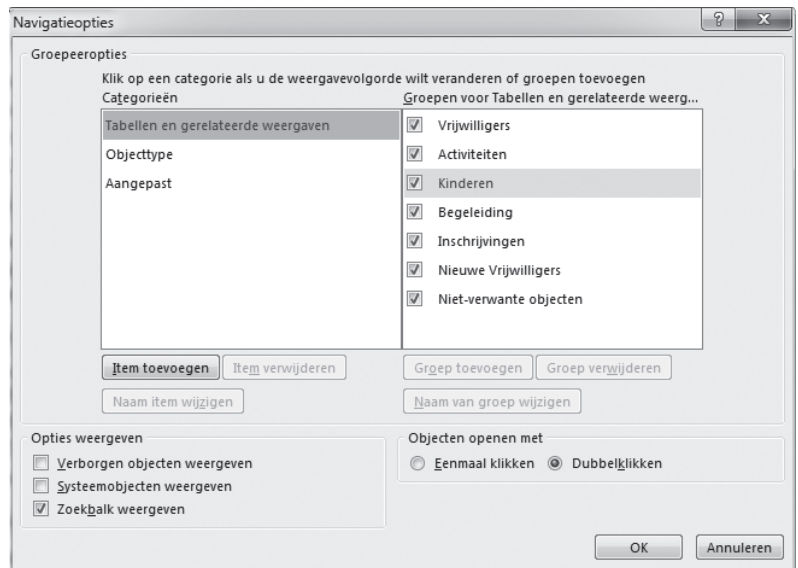 Navigatieopties
Groepeeropties
Klik op een categorie als u de weergavevolgorde wilt veranderen of groepen toevoegen
Categorieën
Groepen voor Tabellen en gerelateerde weerg...
Tabellen en gerelateerde weergaven
Objecttype
Aangepast
Vrijwilligers
Activiteiten
Kinderen
Begeleiding
Inschrijvingen
Nieuwe Vrijwilligers
Niet-verwante objecten
Item toevoegen
Item verwijderen
Groep toevoegen
Groep verwijderen
Naam item wijzigen
Naam van groep wijzigen
Opties weergeven
Verborgen objecten weergeven
Systeemobjecten weergeven
Zoekbalk weergeven
Objecten openen met
Eenmaal klikken
Dubbelklikken
OK
Annuleren